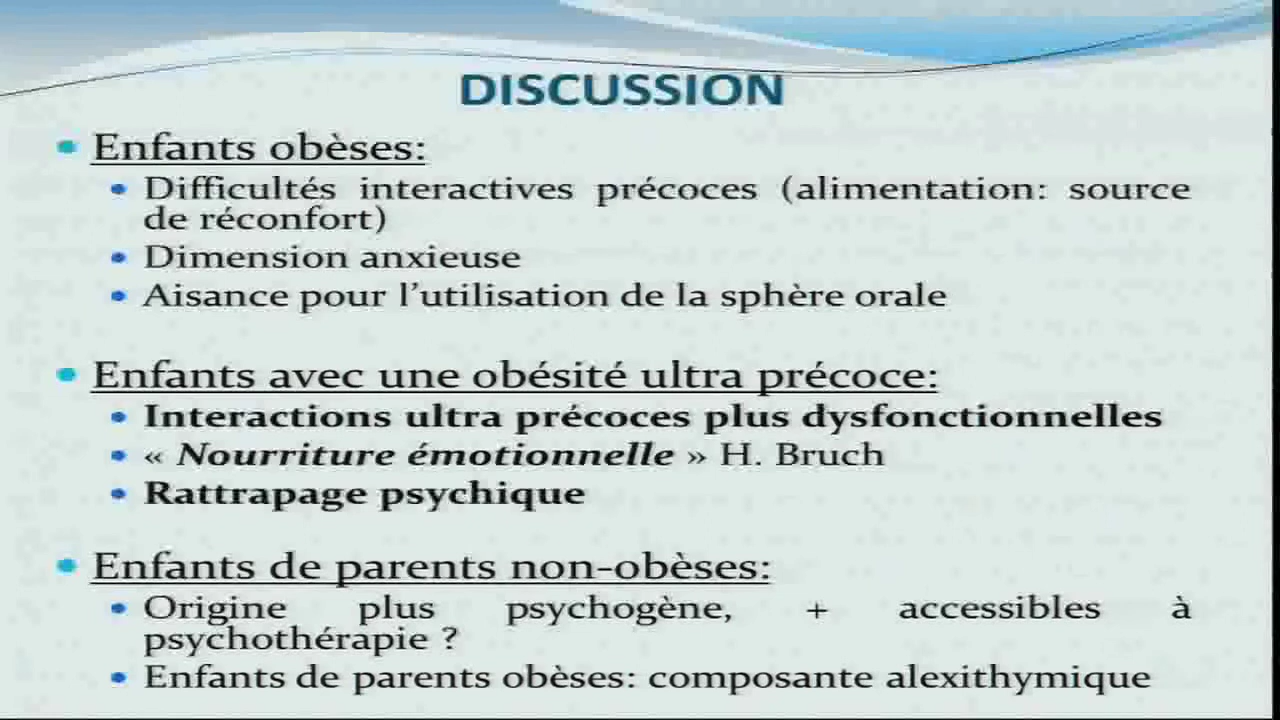 DISCUSSION
• Enfants obèses:
• Difficultés interactives précoces (alimentation: source
de réconfort)
• Dimension anxieuse
• Aisance pour l’utilisation de la sphère orale
• Enfants avec une obésité ultra précoce:
• Interactions ultra précoces plus dysfonctionnelles
• « Nourriture émotionnelle » H. Bruch
• Rattrapage psychique
• Enfants de parents non-obèses:
• Origine plus psychogène, + accessibles à
psychothérapie ?
• Enfants de parents obèses: composante alexithymique